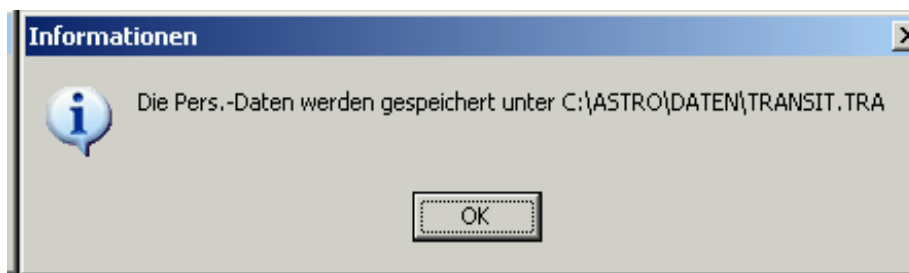 Informationen
Die Pers.-Daten werden gespeichert unter C:\ASTRO\DATEN\TRANSIT.TRA
OK